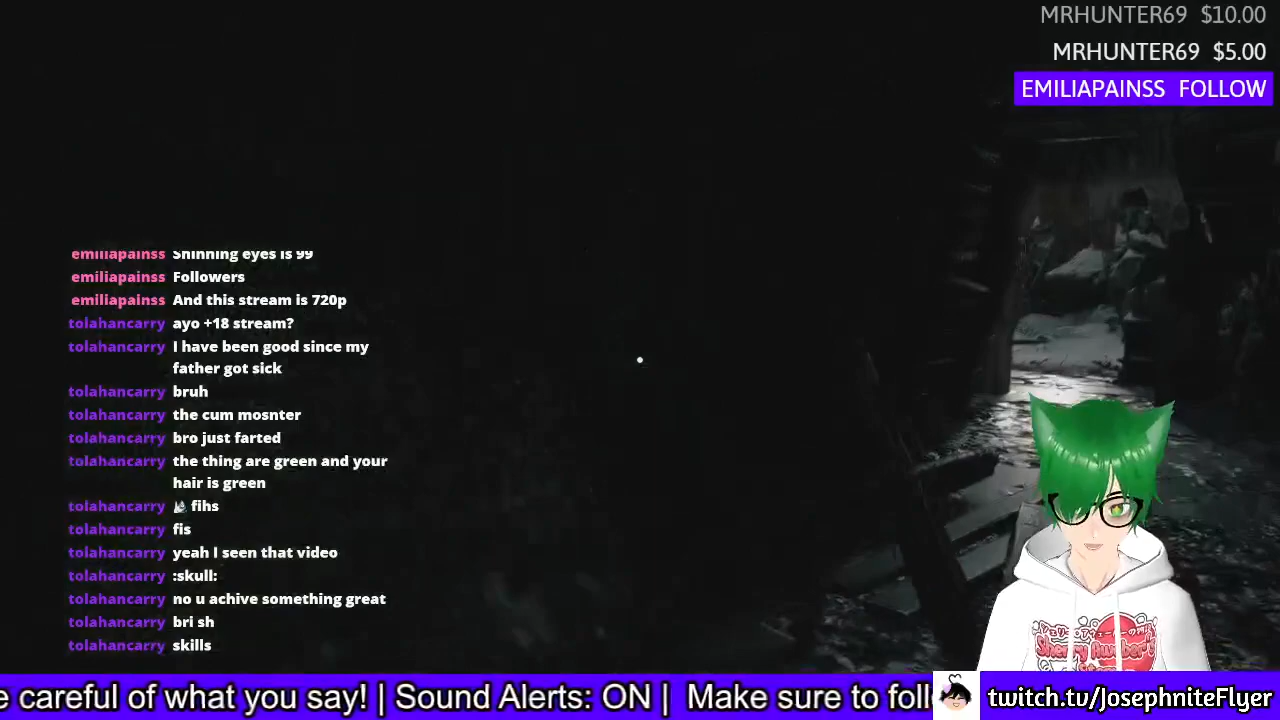 MRHUNTER69 $10.00
MRHUNTER69 $5.00
EMILIAPAINSS FOLLOW
emiliapainss Shinning eyes is 99
emiliapainss Followers
emiliapainss And this stream is 720p
tolahancarry ayo +18 stream?
tolahancarry I have been good since my
father got sick
tolahancarry bruh
tolahancarry the cum mosnter
tolahancarry bro just farted
tolahancarry the thing are green and your
hair is green
tolahancarry fihs
tolahancarry fis
tolahancarry yeah I seen that video
tolahancarry :skull:
tolahancarry no u achive something great
tolahancarry bri sh
tolahancarry skills
e careful of what you say! | Sound Alerts: ON | Make sure to foll
twitch.tv/JosephniteFlyer